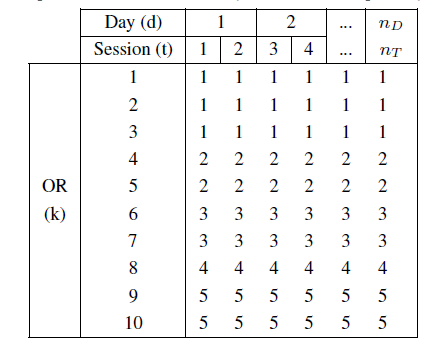 Day (d) 1 2 ... nD
Session (t) 1 2 3 4 ... nT
1 1 1 1 1 1 1
2 1 1 1 1 1 1
3 1 1 1 1 1 1
4 2 2 2 2 2 2
OR 5 2 2 2 2 2 2
(k) 6 3 3 3 3 3 3
7 3 3 3 3 3 3
8 4 4 4 4 4 4
9 5 5 5 5 5 5
10 5 5 5 5 5 5